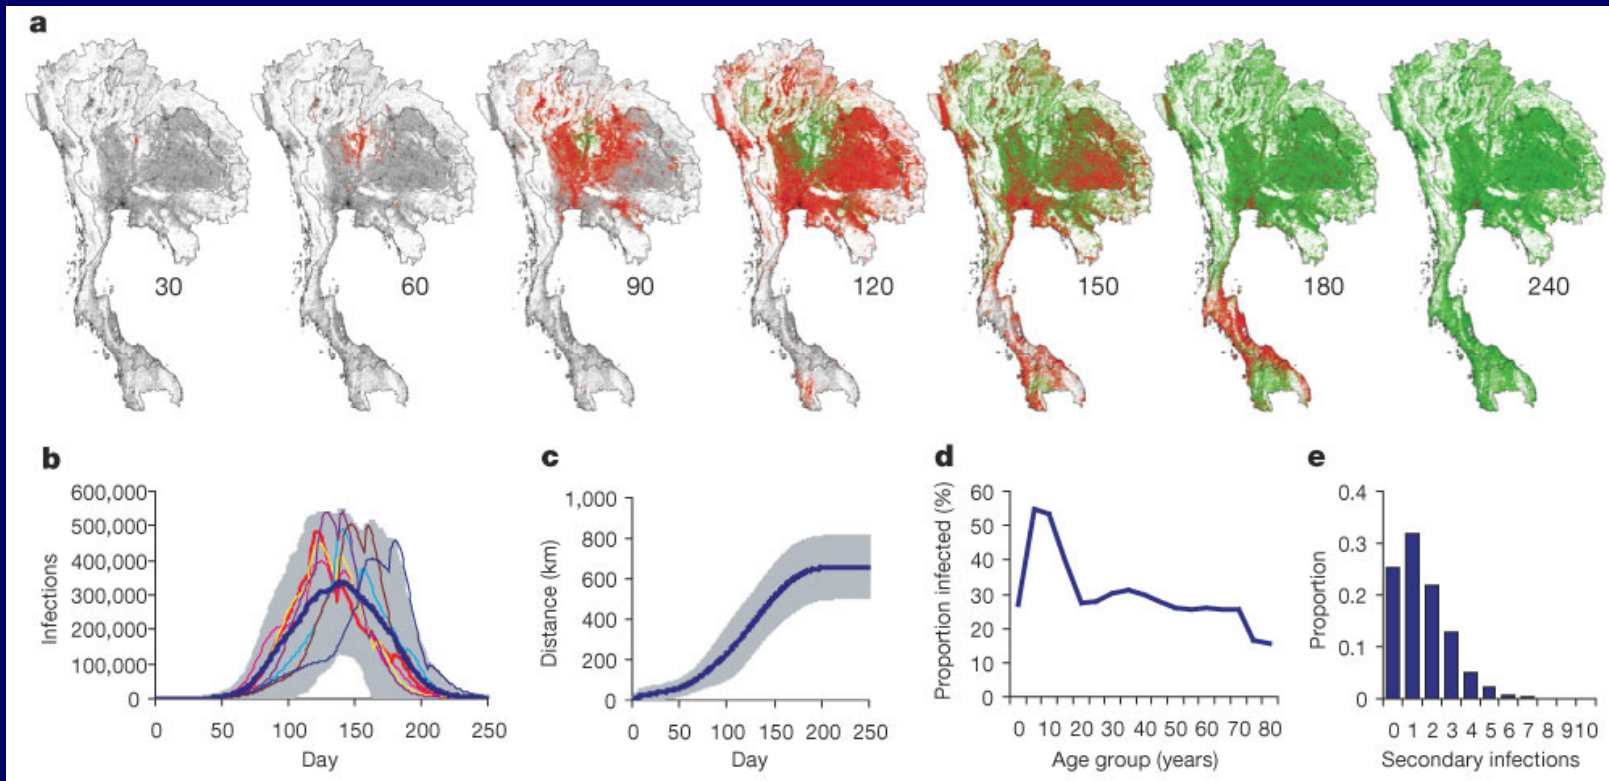 a
30 60 90 120 150 180 240
b
600,000
500,000
400,000
300,000
200,000
100,000
0
Infections
0 50 100 150 200 250
Day
c
1,000
800
600
400
200
0
Distance (km)
0 50 100 150 200 250
Day
d
60
50
40
30
20
10
0
Proportion infected (%)
0 10 20 30 40 50 60 70 80
Age group (years)
e
0.4
0.3
0.2
0.1
0
Proportion
0 1 2 3 4 5 6 7 8 9 10
Secondary infections